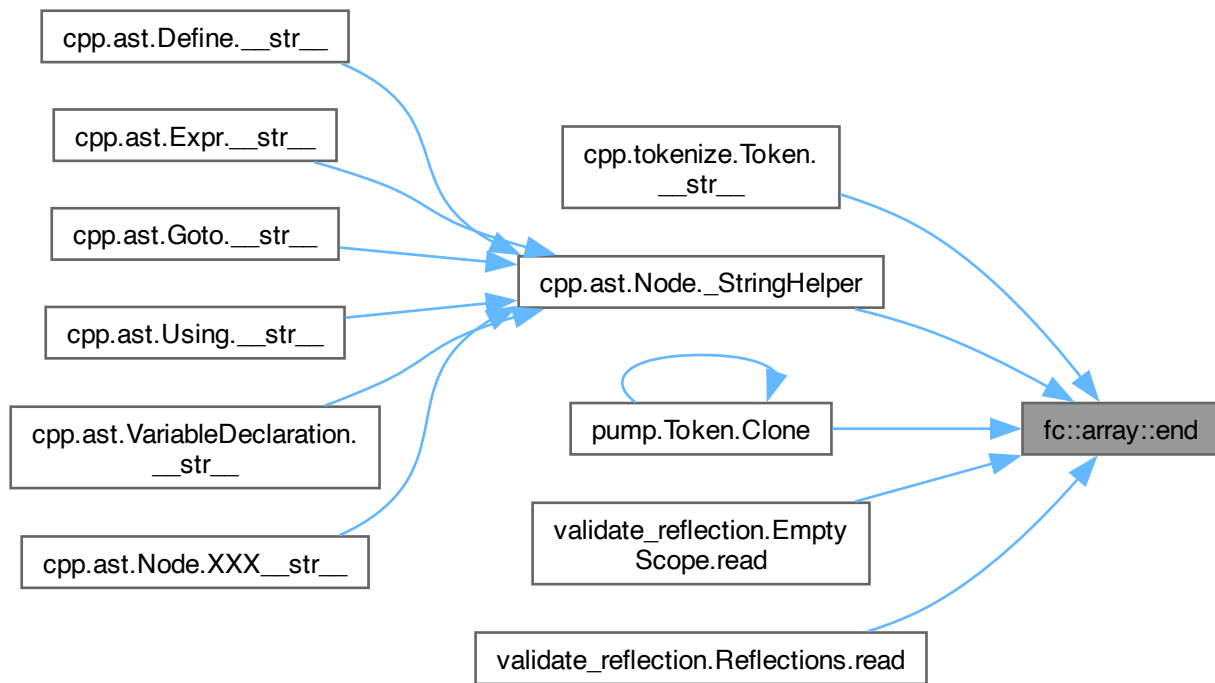 cpp.ast.Define.__str__
cpp.ast.Expr.__str__
cpp.ast.Goto.__str__
cpp.ast.Using.__str__
cpp.ast.VariableDeclaration.
__str__
cpp.ast.Node.XXX__str__
cpp.tokenize.Token.
__str__
cpp.ast.Node._StringHelper
pump.Token.Clone
validate_reflection.Empty
Scope.read
validate_reflection.Reflections.read
fc::array::end